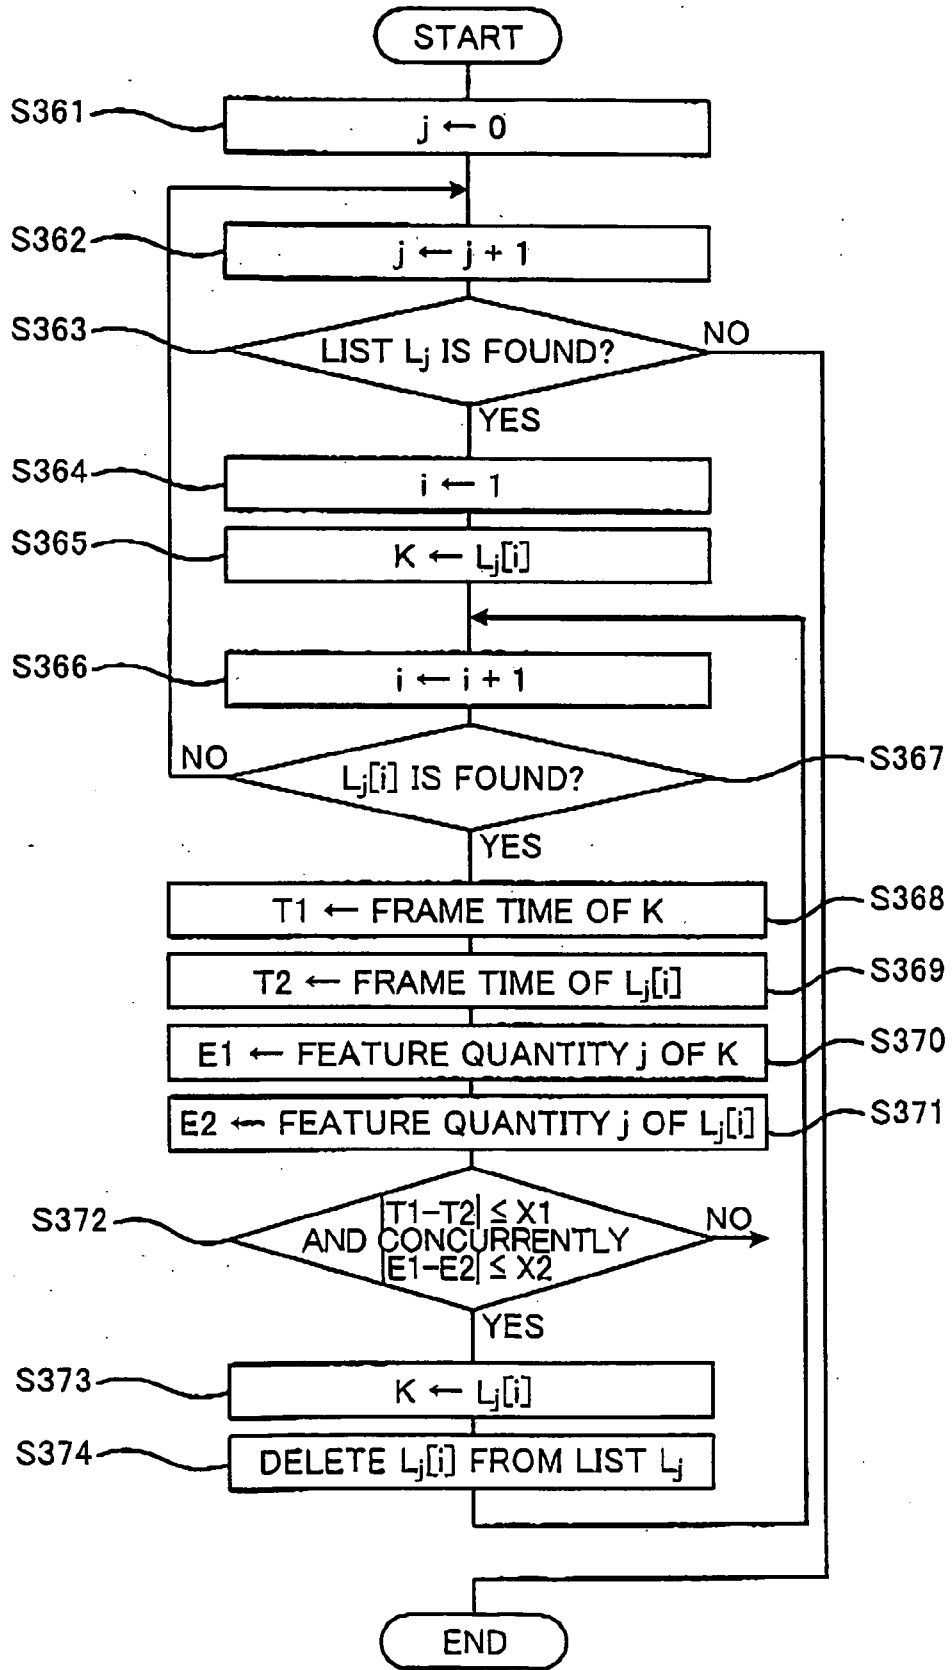 START
S361
j ← 0
S362
j ← j + 1
S363
LIST Lj IS FOUND?
NO
YES
S364
i ← 1
S365
K ← Lj[i]
S366
i ← i + 1
NO
Lj[i] IS FOUND?
S367
YES
T1 ← FRAME TIME OF K
S368
T2 ← FRAME TIME OF Lj[i]
S369
E1 ← FEATURE QUANTITY j OF K
S370
E2 ← FEATURE QUANTITY j OF Lj[i]
S371
S372
|T1-T2| ≦ X1
AND CONCURRENTLY
|E1-E2| ≦ X2
NO
YES
S373
K ← Lj[i]
S374
DELETE Lj[i] FROM LIST Lj
END